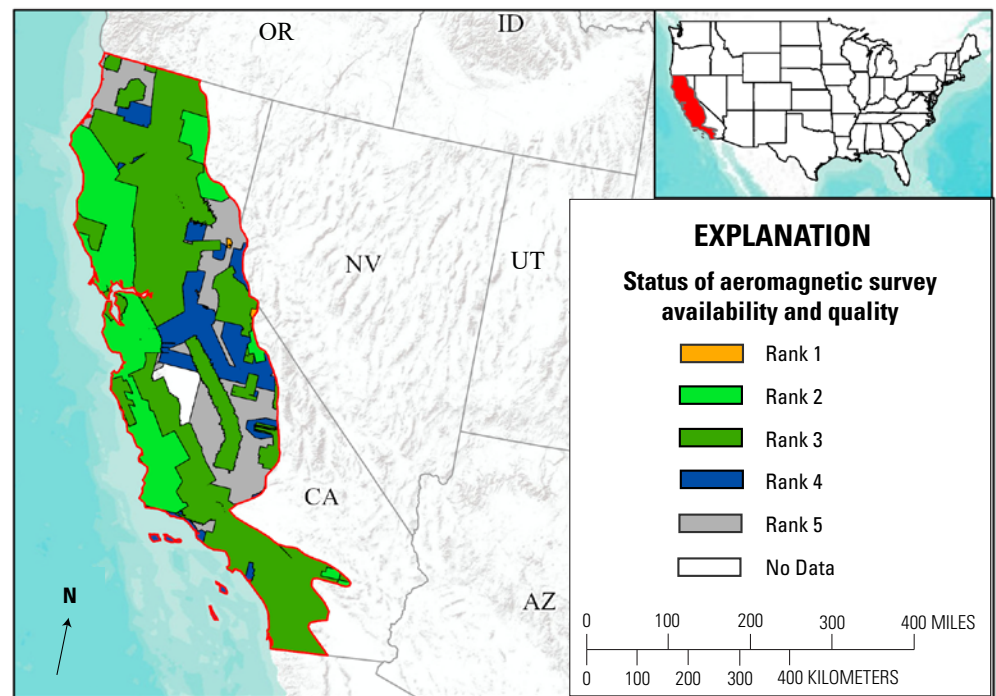 OR
ID
NV
UT
CA
AZ
N
EXPLANATION
Status of aeromagnetic survey
availability and quality
Rank 1
Rank 2
Rank 3
Rank 4
Rank 5
No Data
0 100 200 300 400 MILES
0 100 200 300 400 KILOMETERS